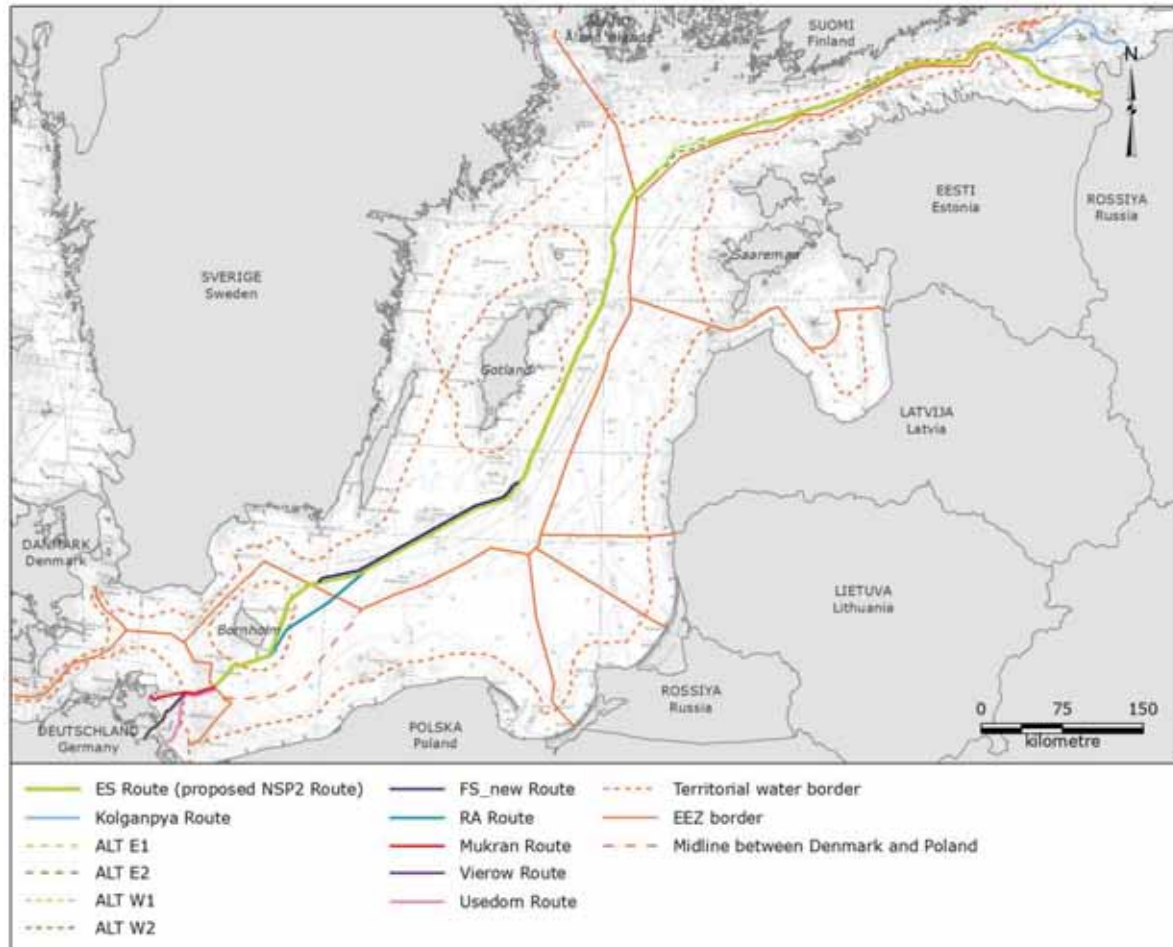 SUOMI
Finland
Åland Islands
N
EESTI
Estonia
ROSSIYA
Russia
Saaremaa
SVERIGE
Sweden
Gotland
LATVIJA
Latvia
DANMARK
Denmark
LIETUVA
Lithuania
Bornholm
ROSSIYA
Russia
POLSKA
Poland
DEUTSCHLAND
Germany
0 75 150
kilometre
ES Route (proposed NSP2 Route)
Kolganpya Route
ALT E1
ALT E2
ALT W1
ALT W2
FS_new Route
RA Route
Mukran Route
Vierow Route
Usedom Route
Territorial water border
EEZ border
Midline between Denmark and Poland